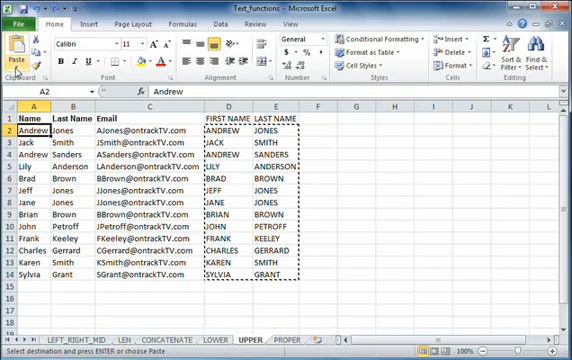 Text_functions - Microsoft Excel
File Home Insert Page Layout Formulas Data Review View
Paste
Calibri 11
General
Conditional Formatting
Format as Table
Cell Styles
Insert
Delete
Format
Sort & Filter
Find & Select
Clipboard Font Alignment Number Styles Cells Editing
A2 Andrew
A B C D E F G H I J K L
1 Name Last Name Email FIRST NAME LAST NAME
2 Andrew Jones AJones@ontrackTV.com ANDREW JONES
3 Jack Smith JSmith@ontrackTV.com JACK SMITH
4 Andrew Sanders ASanders@ontrackTV.com ANDREW SANDERS
5 Lily Anderson LAnderson@ontrackTV.com LILY ANDERSON
6 Brad Brown BBrown@ontrackTV.com BRAD BROWN
7 Jeff Jones JJones@ontrackTV.com JEFF JONES
8 Jane Jones JJones@ontrackTV.com JANE JONES
9 Brian Brown BBrown@ontrackTV.com BRIAN BROWN
10 John Petroff JPetroff@ontrackTV.com JOHN PETROFF
11 Frank Keeley FKeeley@ontrackTV.com FRANK KEELEY
12 Charles Gerrard CGerrard@ontrackTV.com CHARLES GERRARD
13 Karen Smith KSmith@ontrackTV.com KAREN SMITH
14 Sylvia Grant SGrant@ontrackTV.com SYLVIA GRANT
15
16
17
18
LEFT_RIGHT_MID LEN CONCATENATE LOWER UPPER PROPER
Select destination and press ENTER or choose Paste 100%